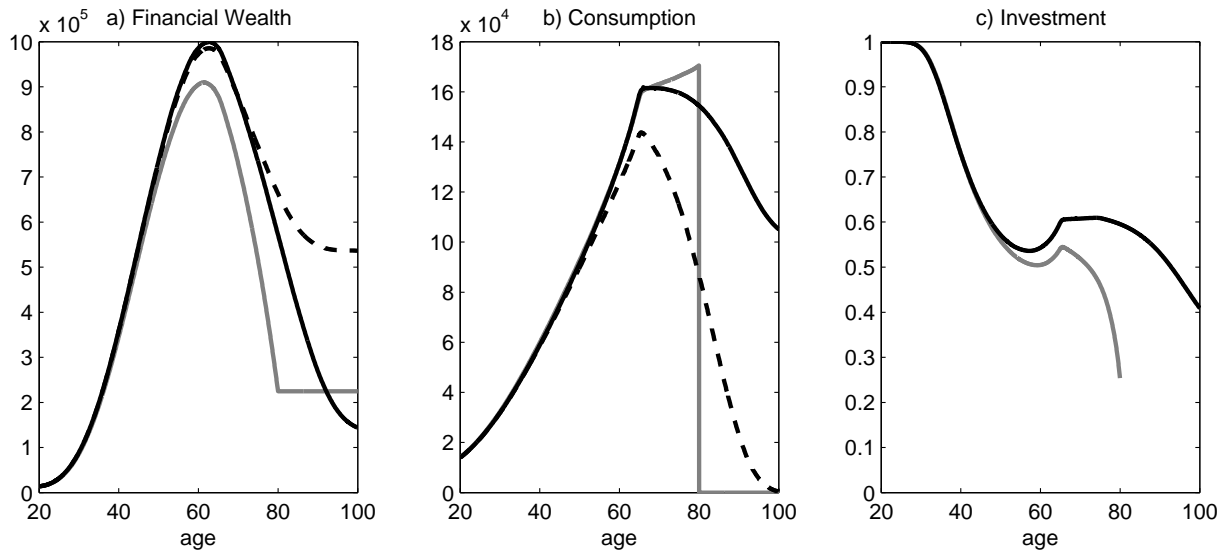 a) Financial Wealth
x 10^5
10
9
8
7
6
5
4
3
2
1
0
20 40 60 80 100
age
b) Consumption
x 10^4
18
16
14
12
10
8
6
4
2
0
20 40 60 80 100
age
c) Investment
1
0.9
0.8
0.7
0.6
0.5
0.4
0.3
0.2
0.1
0
20 40 60 80 100
age